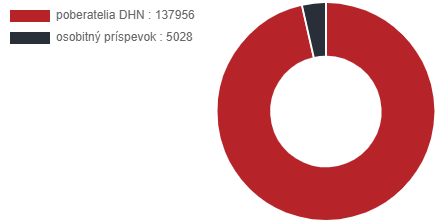 poberatelia DHN : 137956
osobitný príspevok : 5028